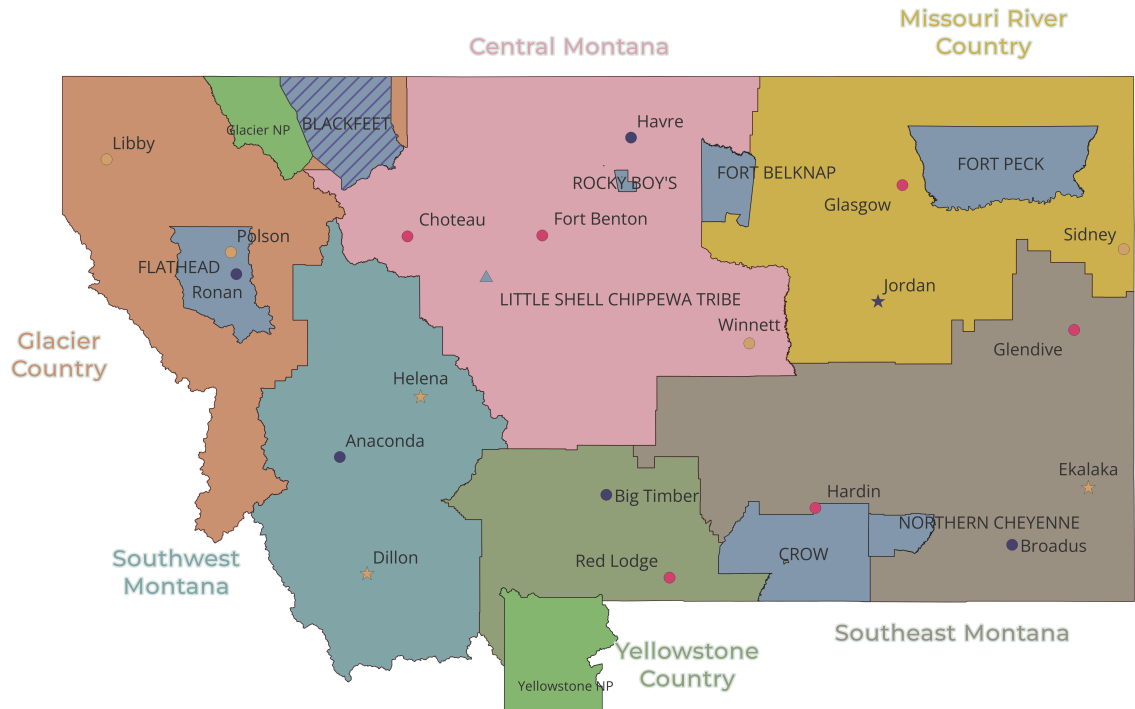 Missouri River
Country
Central Montana
Havre
Glacier NP
BLACKFEET
Libby
FORT PECK
FORT BELKNAP
ROCKY BOY'S
Glasgow
Choteau
Fort Benton
Polson
Sidney
FLATHEAD
Ronan
Jordan
LITTLE SHELL CHIPPEWA TRIBE
Winnett
Glacier
Country
Glendive
Helena
Anaconda
Ekalaka
Hardin
Big Timber
NORTHERN CHEYENNE
Broadus
CROW
Southwest
Montana
Dillon
Red Lodge
Southeast Montana
Yellowstone
Country
Yellowstone NP